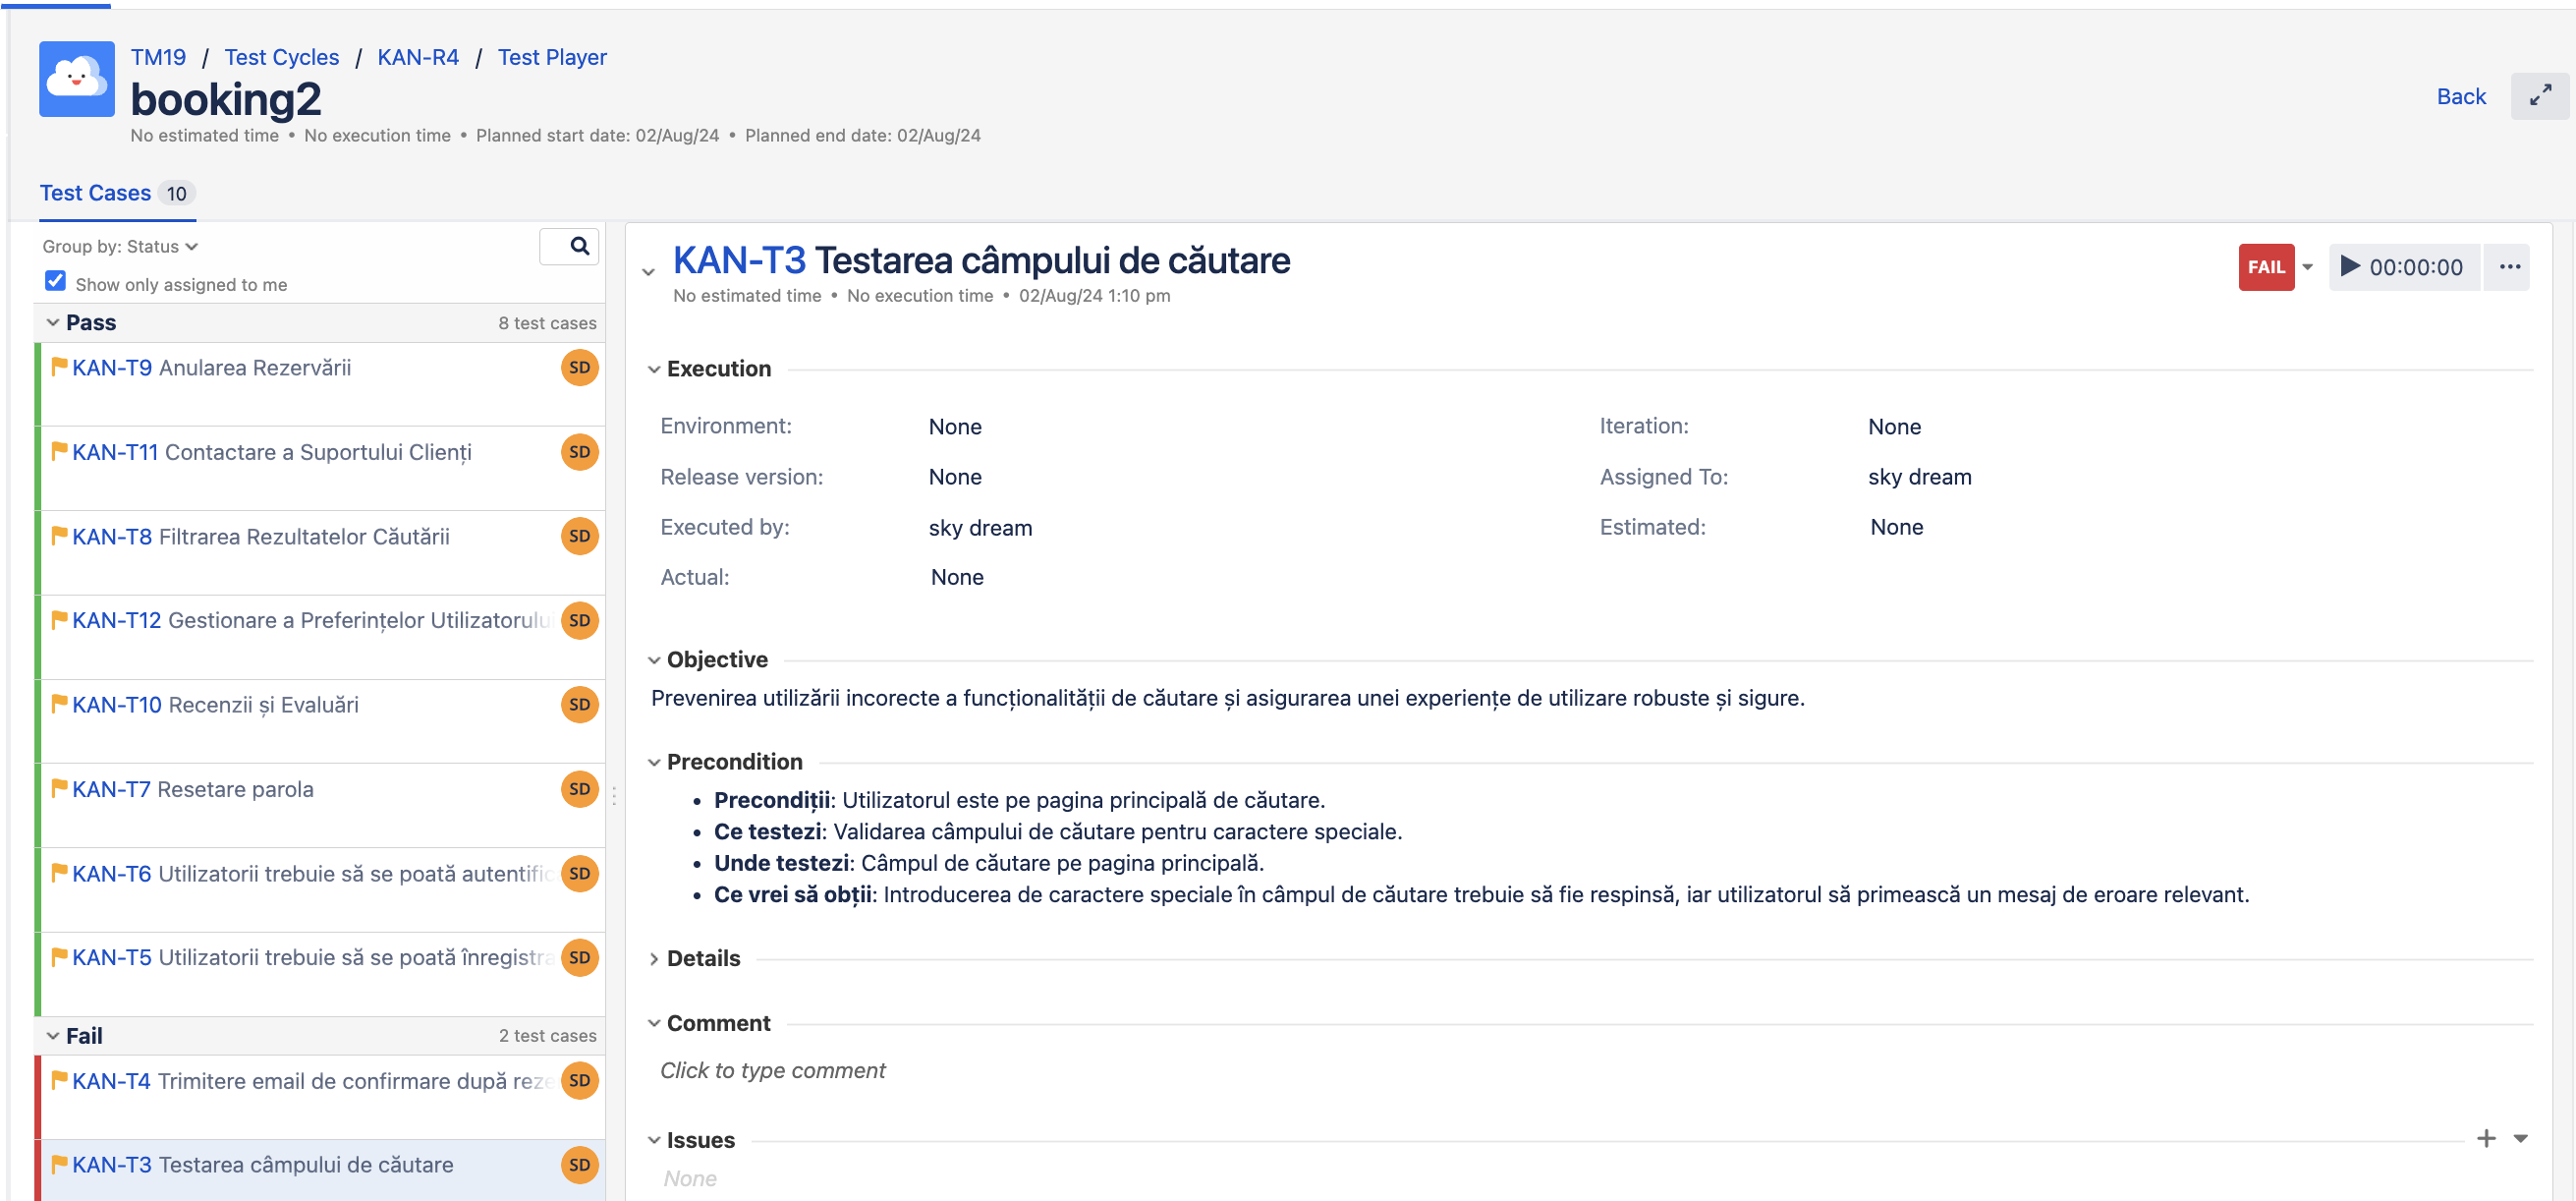 TM19 / Test Cycles / KAN-R4 / Test Player
booking2
No estimated time • No execution time • Planned start date: 02/Aug/24 • Planned end date: 02/Aug/24
Back
Test Cases 10
Group by: Status
Show only assigned to me
Pass 8 test cases
KAN-T9 Anularea Rezervării SD
KAN-T11 Contactare a Suportului Clienți SD
KAN-T8 Filtrarea Rezultatelor Căutării SD
KAN-T12 Gestionare a Preferințelor Utilizatorului SD
KAN-T10 Recenzii și Evaluări SD
KAN-T7 Resetare parola SD
KAN-T6 Utilizatorii trebuie să se poată autentific SD
KAN-T5 Utilizatorii trebuie să se poată înregistra SD
Fail 2 test cases
KAN-T4 Trimitere email de confirmare după reze SD
KAN-T3 Testarea câmpului de căutare SD
KAN-T3 Testarea câmpului de căutare
No estimated time • No execution time • 02/Aug/24 1:10 pm
FAIL 00:00:00
Execution
Environment: None Iteration: None
Release version: None Assigned To: sky dream
Executed by: sky dream Estimated: None
Actual: None
Objective
Prevenirea utilizării incorecte a funcționalității de căutare și asigurarea unei experiențe de utilizare robuste și sigure.
Precondition
• Precondiții: Utilizatorul este pe pagina principală de căutare.
• Ce testezi: Validarea câmpului de căutare pentru caractere speciale.
• Unde testezi: Câmpul de căutare pe pagina principală.
• Ce vrei să obții: Introducerea de caractere speciale în câmpul de căutare trebuie să fie respinsă, iar utilizatorul să primească un mesaj de eroare relevant.
Details
Comment
Click to type comment
Issues
None